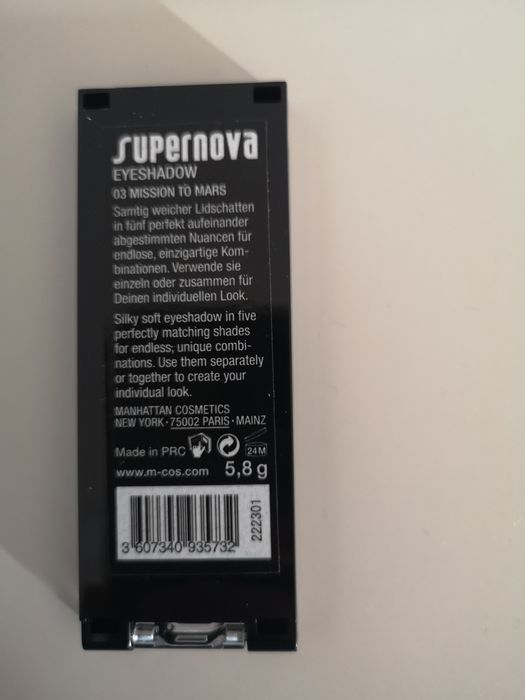 SUPERNOVA
EYESHADOW
03 MISSION TO MARS
Samtig weicher Lidschatten
in fünf perfekt aufeinander
abgestimmten Nuancen für
endlose, einzigartige Kom-
binationen. Verwende sie
einzeln oder zusammen für
Deinen individuellen Look.
Silky soft eyeshadow in five
perfectly matching shades
for endless, unique combi-
nations. Use them separately
or together to create your
individual look.
MANHATTAN COSMETICS
NEW YORK · 75002 PARIS · MAINZ
Made in PRC 24M
www.m-cos.com 5,8 g
222301
3 607340 935732